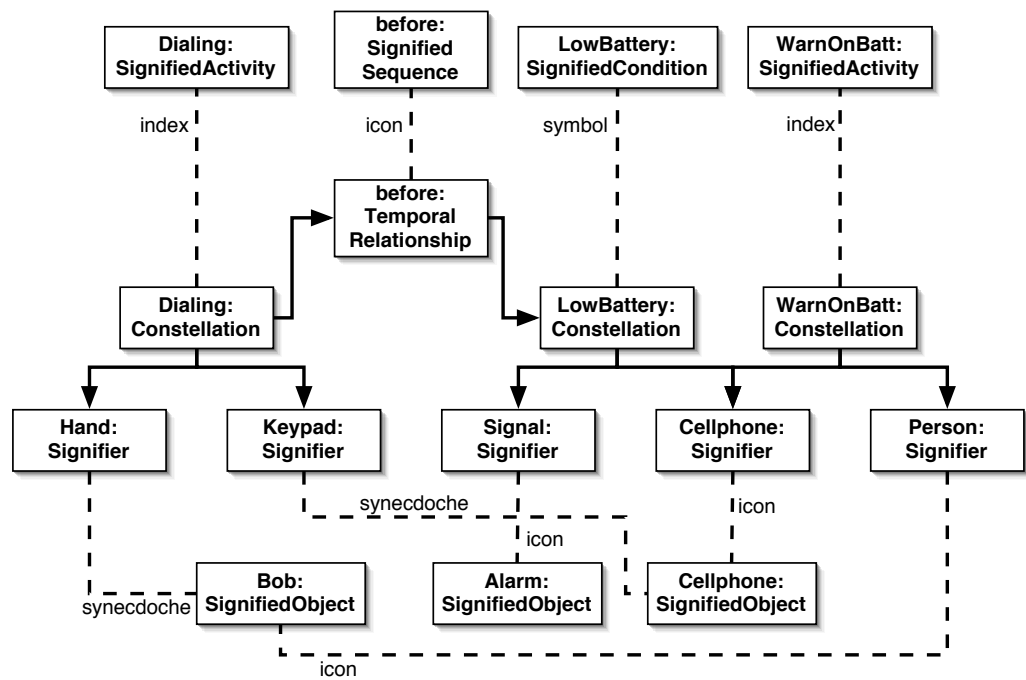 Dialing:
SignifiedActivity
before:
Signified
Sequence
LowBattery:
SignifiedCondition
WarnOnBatt:
SignifiedActivity
index
icon
symbol
index
before:
Temporal
Relationship
Dialing:
Constellation
LowBattery:
Constellation
WarnOnBatt:
Constellation
Hand:
Signifier
Keypad:
Signifier
Signal:
Signifier
Cellphone:
Signifier
Person:
Signifier
synecdoche
icon
icon
Bob:
SignifiedObject
Alarm:
SignifiedObject
Cellphone:
SignifiedObject
synecdoche
icon